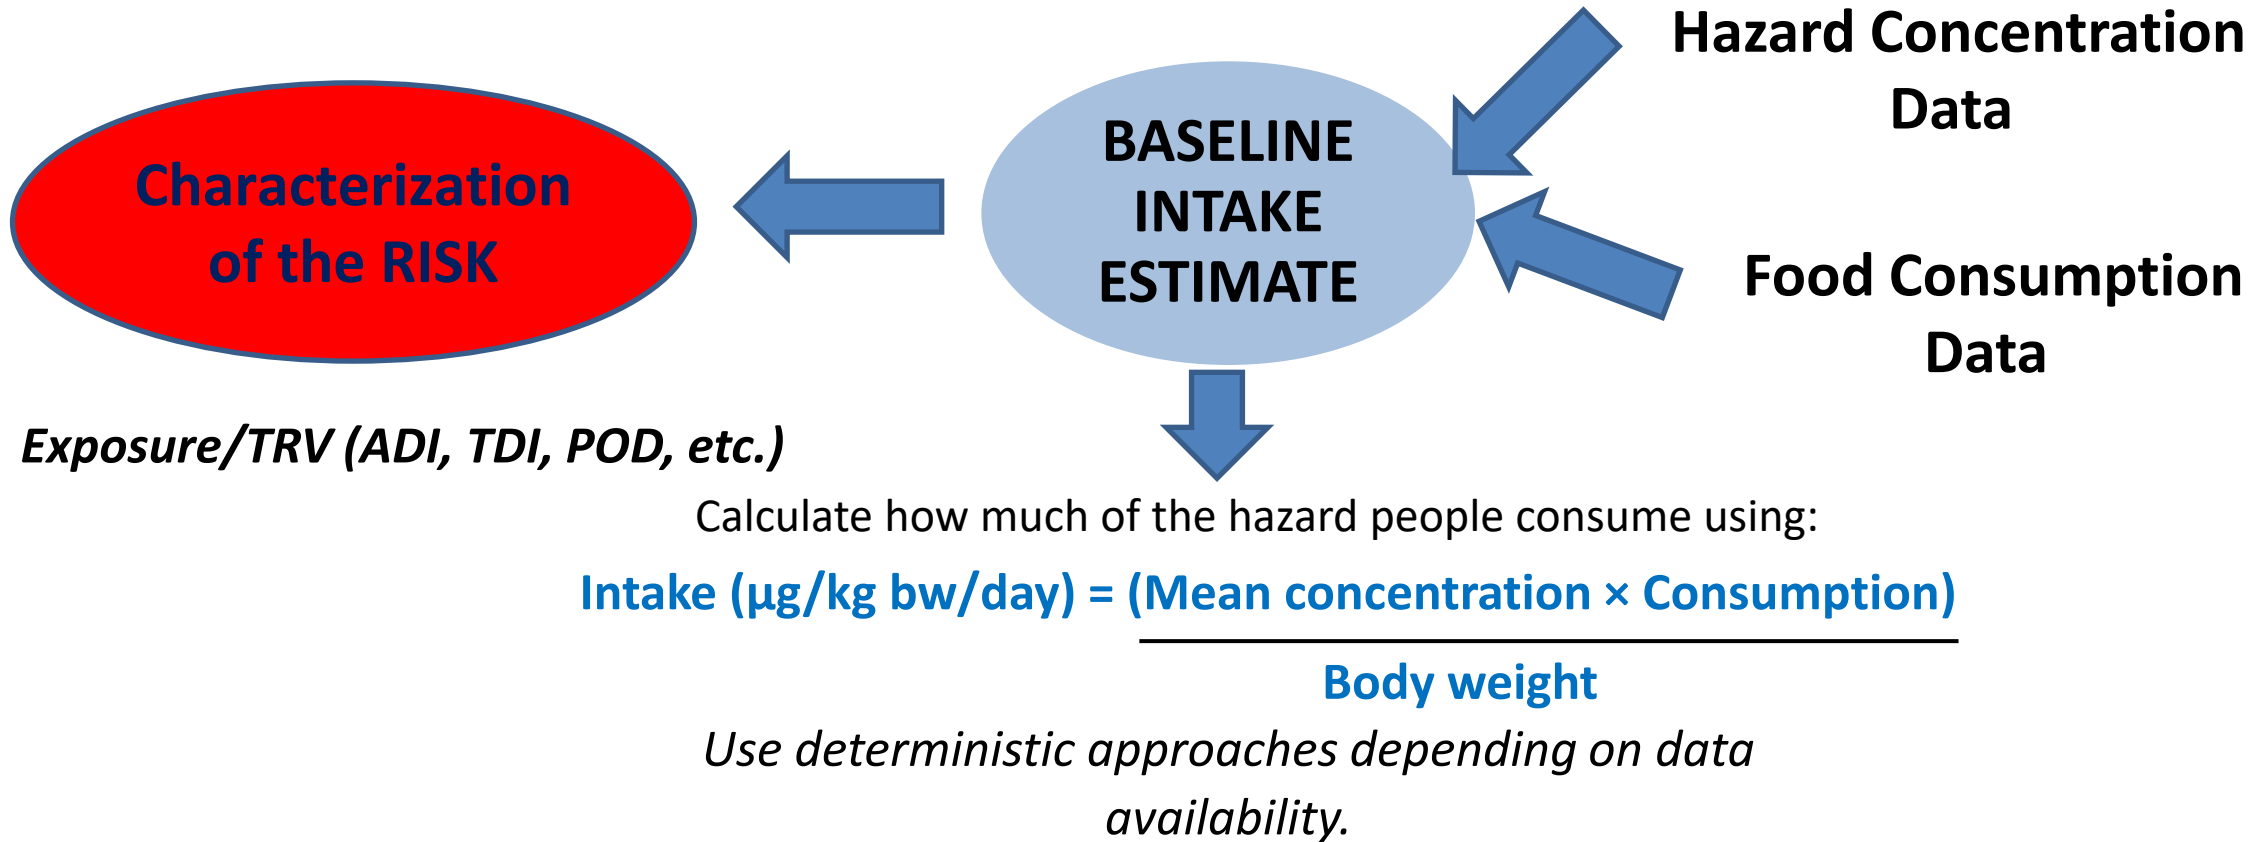 Hazard Concentration
Data
BASELINE
INTAKE
ESTIMATE
Characterization
of the RISK
Food Consumption
Data
Exposure/TRV (ADI, TDI, POD, etc.)
Calculate how much of the hazard people consume using:
Intake (µg/kg bw/day) = (Mean concentration × Consumption)
Body weight
Use deterministic approaches depending on data
availability.